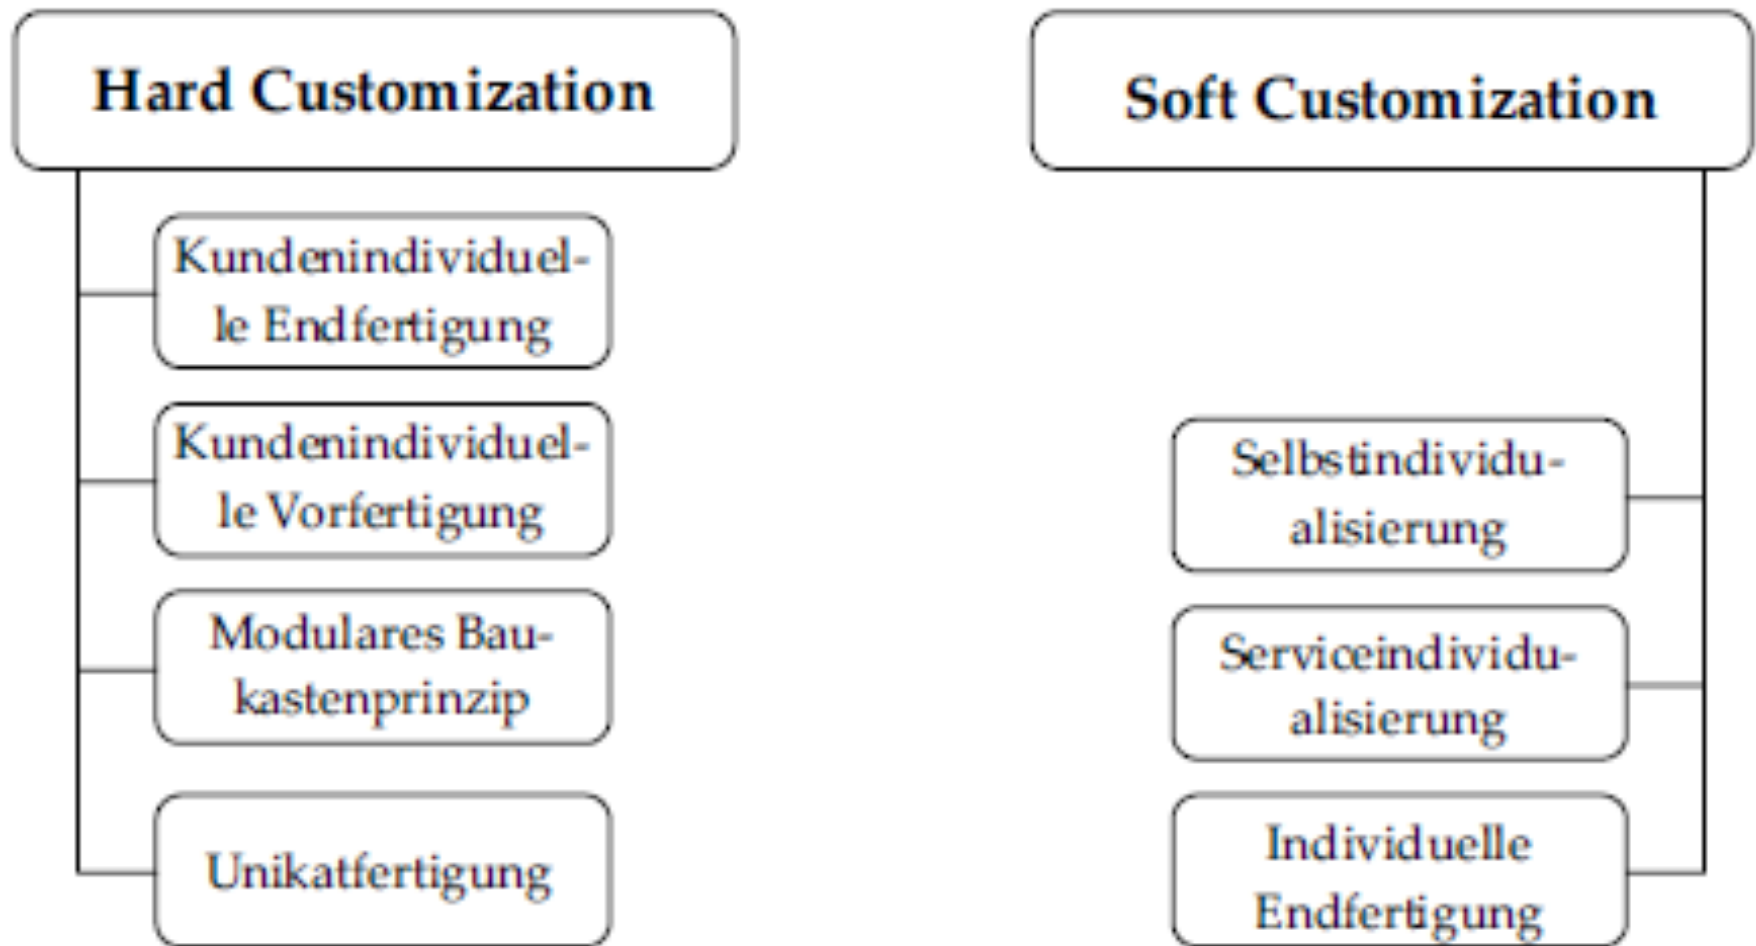 Hard Customization
Kundenindividuel-
le Endfertigung
Kundenindividuel-
le Vorfertigung
Modulares Bau-
kastenprinzip
Unikatfertigung
Soft Customization
Selbstindividu-
alisierung
Serviceindividu-
alisierung
Individuelle
Endfertigung